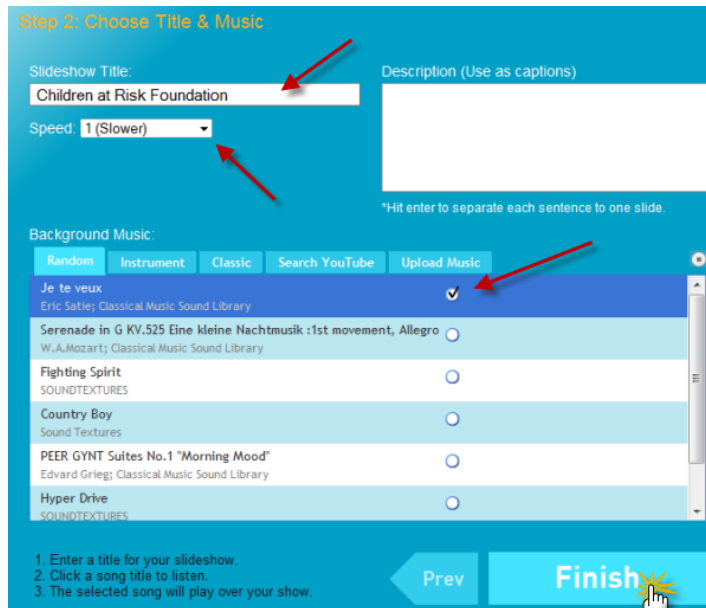 Step 2: Choose Title & Music
Slideshow Title:
Children at Risk Foundation
Speed: 1 (Slower)
Description (Use as captions)
*Hit enter to separate each sentence to one slide.
Background Music:
Random Instrument Classic Search YouTube Upload Music
Je te veux
Eric Satie; Classical Music Sound Library
Serenade in G KV.525 Eine kleine Nachtmusik :1st movement, Allegro
W.A.Mozart; Classical Music Sound Library
Fighting Spirit
SOUNDTEXTURES
Country Boy
Sound Textures
PEER GYNT Suites No.1 "Morning Mood"
Edvard Grieg; Classical Music Sound Library
Hyper Drive
SOUNDTEXTURES
1. Enter a title for your slideshow.
2. Click a song title to listen.
3. The selected song will play over your show.
Prev
Finish